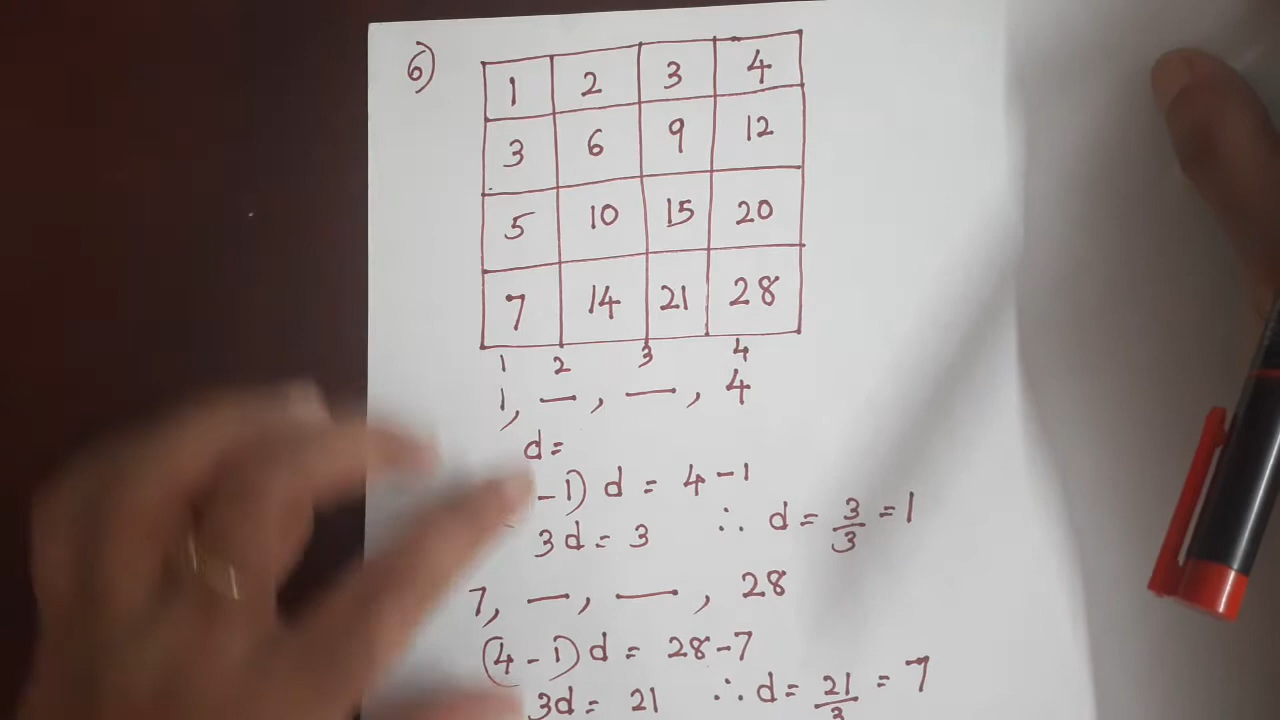 6)
1 2 3 4
3 6 9 12
5 10 15 20
7 14 21 28
1 2 3 4
1, —, —, 4
d=
-1) d = 4-1
3d = 3 ∴ d = 3/3 = 1
7, —, —, 28
(4-1) d = 28-7
3d = 21 ∴ d = 21/3 = 7